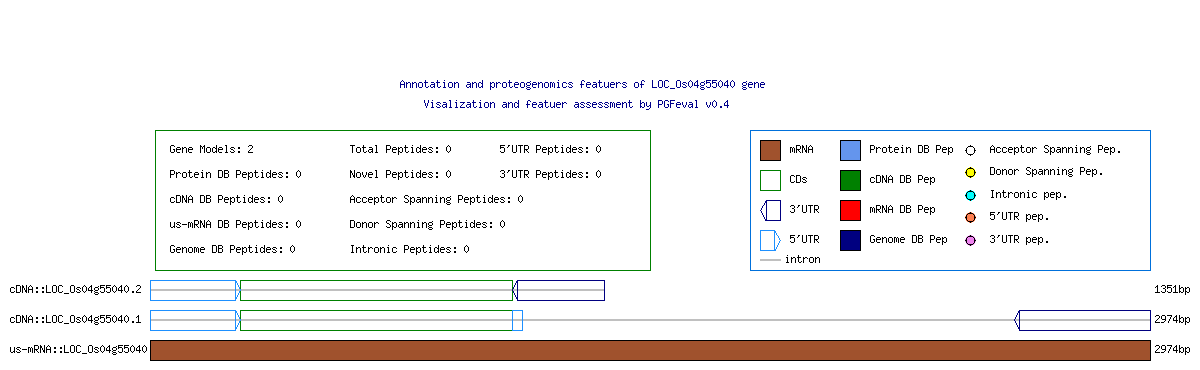 Annotation and proteogenomics featuers of LOC_Os04g55040 gene
Visalization and featuer assessment by PGFeval v0.4
Gene Models: 2 Total Peptides: 0 5'UTR Peptides: 0
Protein DB Peptides: 0 Novel Peptides: 0 3'UTR Peptides: 0
cDNA DB Peptides: 0 Acceptor Spanning Peptides: 0
us-mRNA DB Peptides: 0 Donor Spanning Peptides: 0
Genome DB Peptides: 0 Intronic Peptides: 0
mRNA Protein DB Pep Acceptor Spanning Pep.
CDs cDNA DB Pep Donor Spanning Pep.
3'UTR mRNA DB Pep Intronic pep.
5'UTR Genome DB Pep 5'UTR pep.
intron 3'UTR pep.
cDNA::LOC_Os04g55040.2 1351bp
cDNA::LOC_Os04g55040.1 2974bp
us-mRNA::LOC_Os04g55040 2974bp